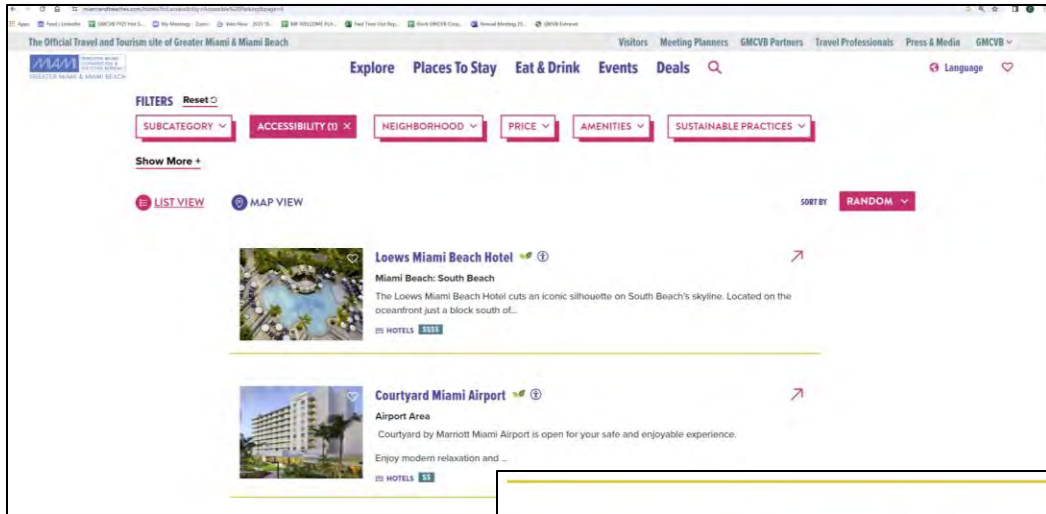 The Official Travel and Tourism site of Greater Miami & Miami Beach
Visitors Meeting Planners GMCVB Partners Travel Professionals Press & Media GMCVB
MIAMI
GREATER MIAMI & MIAMI BEACH
Explore Places To Stay Eat & Drink Events Deals
Language
FILTERS Reset
SUBCATEGORY ACCESSIBILITY (1) × NEIGHBORHOOD PRICE AMENITIES SUSTAINABLE PRACTICES
Show More +
LIST VIEW MAP VIEW
SORT BY RANDOM
Loews Miami Beach Hotel
Miami Beach: South Beach
The Loews Miami Beach Hotel cuts an iconic silhouette on South Beach's skyline. Located on the
oceanfront just a block south of...
HOTELS $$$$
Courtyard Miami Airport
Airport Area
Courtyard by Marriott Miami Airport is open for your safe and enjoyable experience.
Enjoy modern relaxation and ...
HOTELS $$